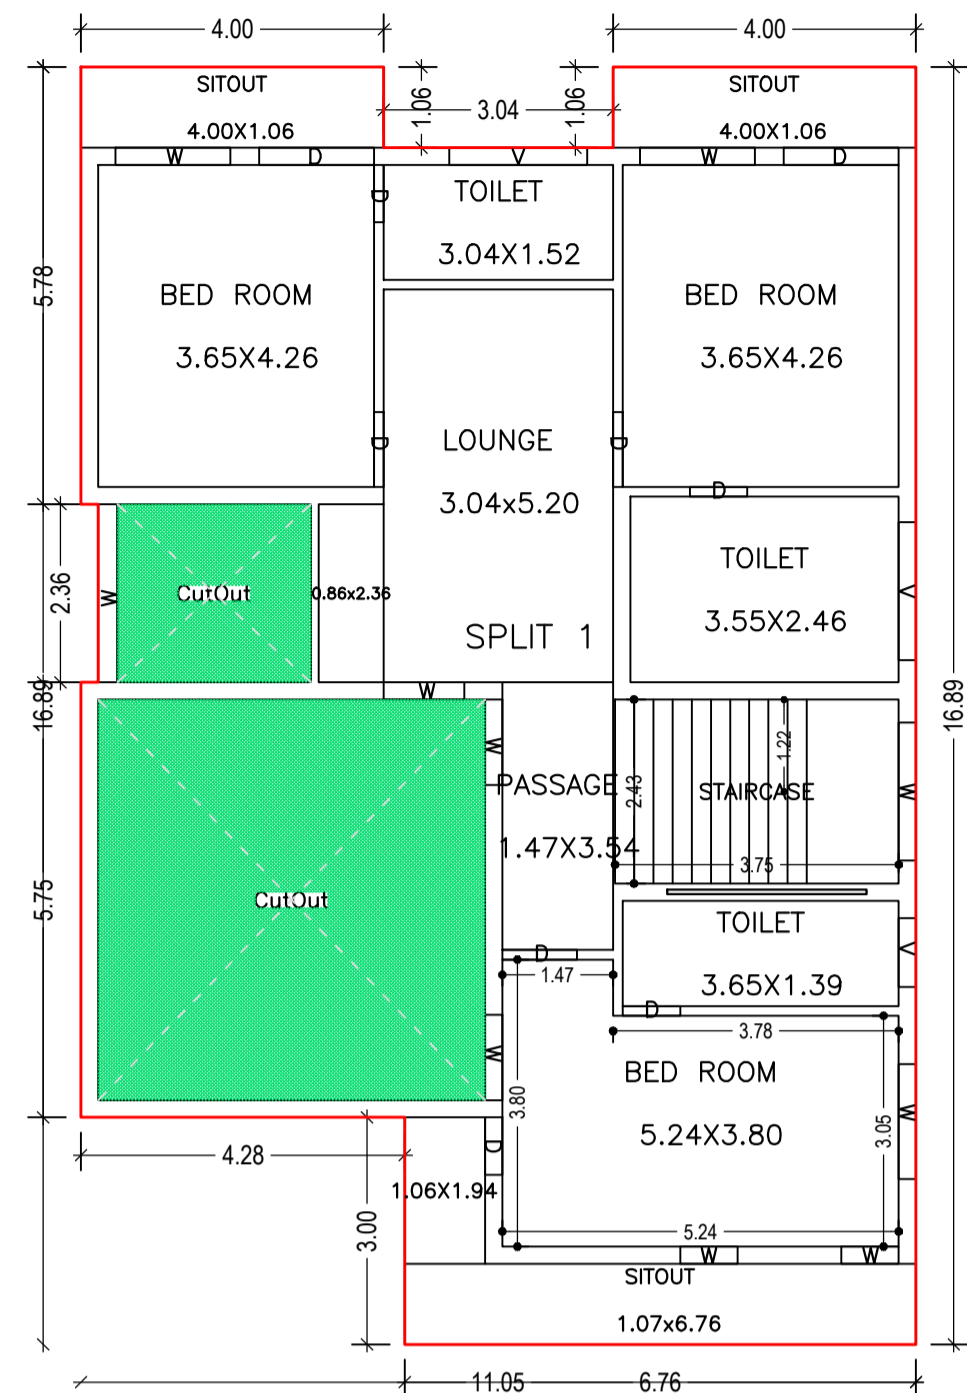 4.00
4.00
SITOUT
4.00X1.06
1.06
3.04
1.06
SITOUT
4.00X1.06
W
D
V
W
D
D
TOILET
3.04X1.52
5.78
BED ROOM
3.65X4.26
BED ROOM
3.65X4.26
D
LOUNGE
3.04x5.20
D
D
2.36
W
CutOut
0.86x2.36
TOILET
3.55X2.46
V
SPLIT 1
16.89
16.89
W
W
PASSAGE
1.47X3.54
2.43
1.22
STAIRCASE
3.75
W
5.75
CutOut
TOILET
3.65X1.39
V
D
1.47
D
3.78
W
BED ROOM
5.24X3.80
3.80
3.05
W
4.28
D
1.06X1.94
3.00
5.24
W
W
SITOUT
1.07x6.76
11.05
6.76